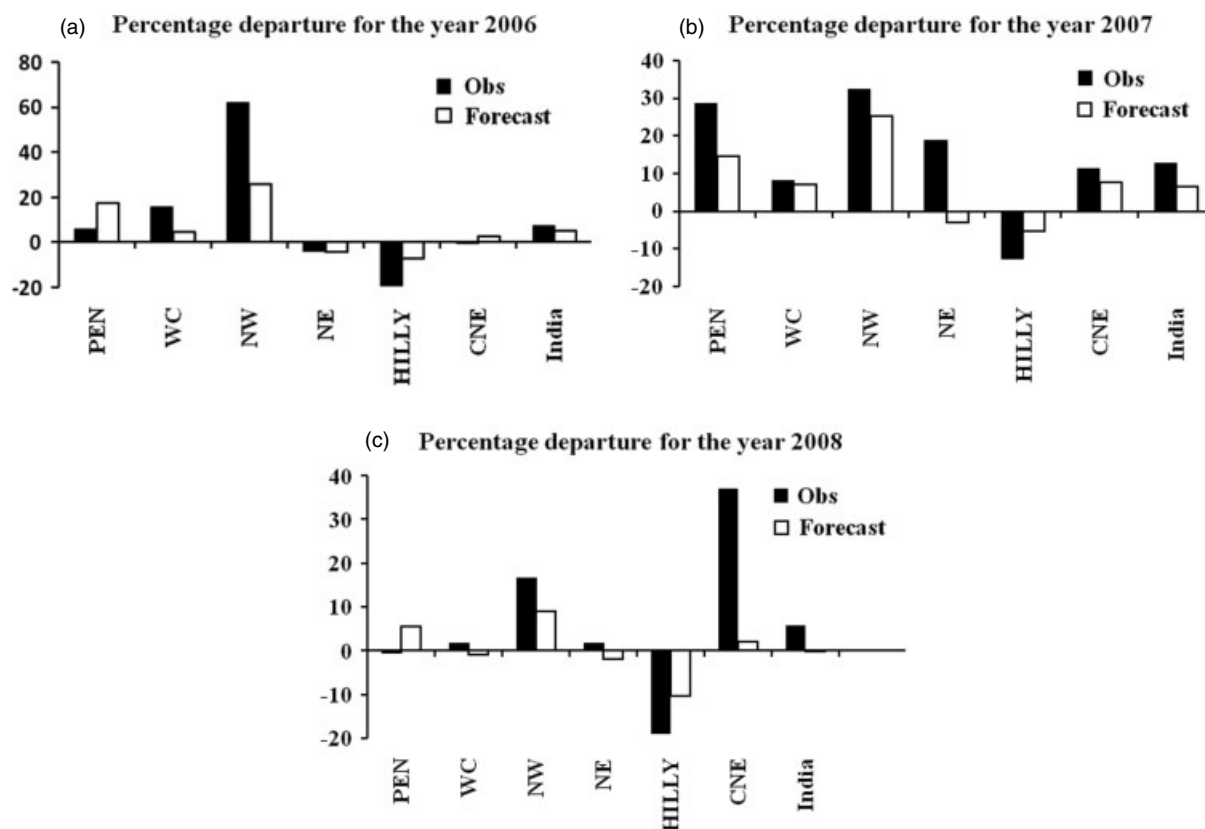 (a) Percentage departure for the year 2006
80
60
40
20
0
-20
Obs
Forecast
PEN
WC
NW
NE
HILLY
CNE
India
(b) Percentage departure for the year 2007
40
30
20
10
0
-10
-20
Obs
Forecast
PEN
WC
NW
NE
HILLY
CNE
India
(c) Percentage departure for the year 2008
40
30
20
10
0
-10
-20
Obs
Forecast
PEN
WC
NW
NE
HILLY
CNE
India